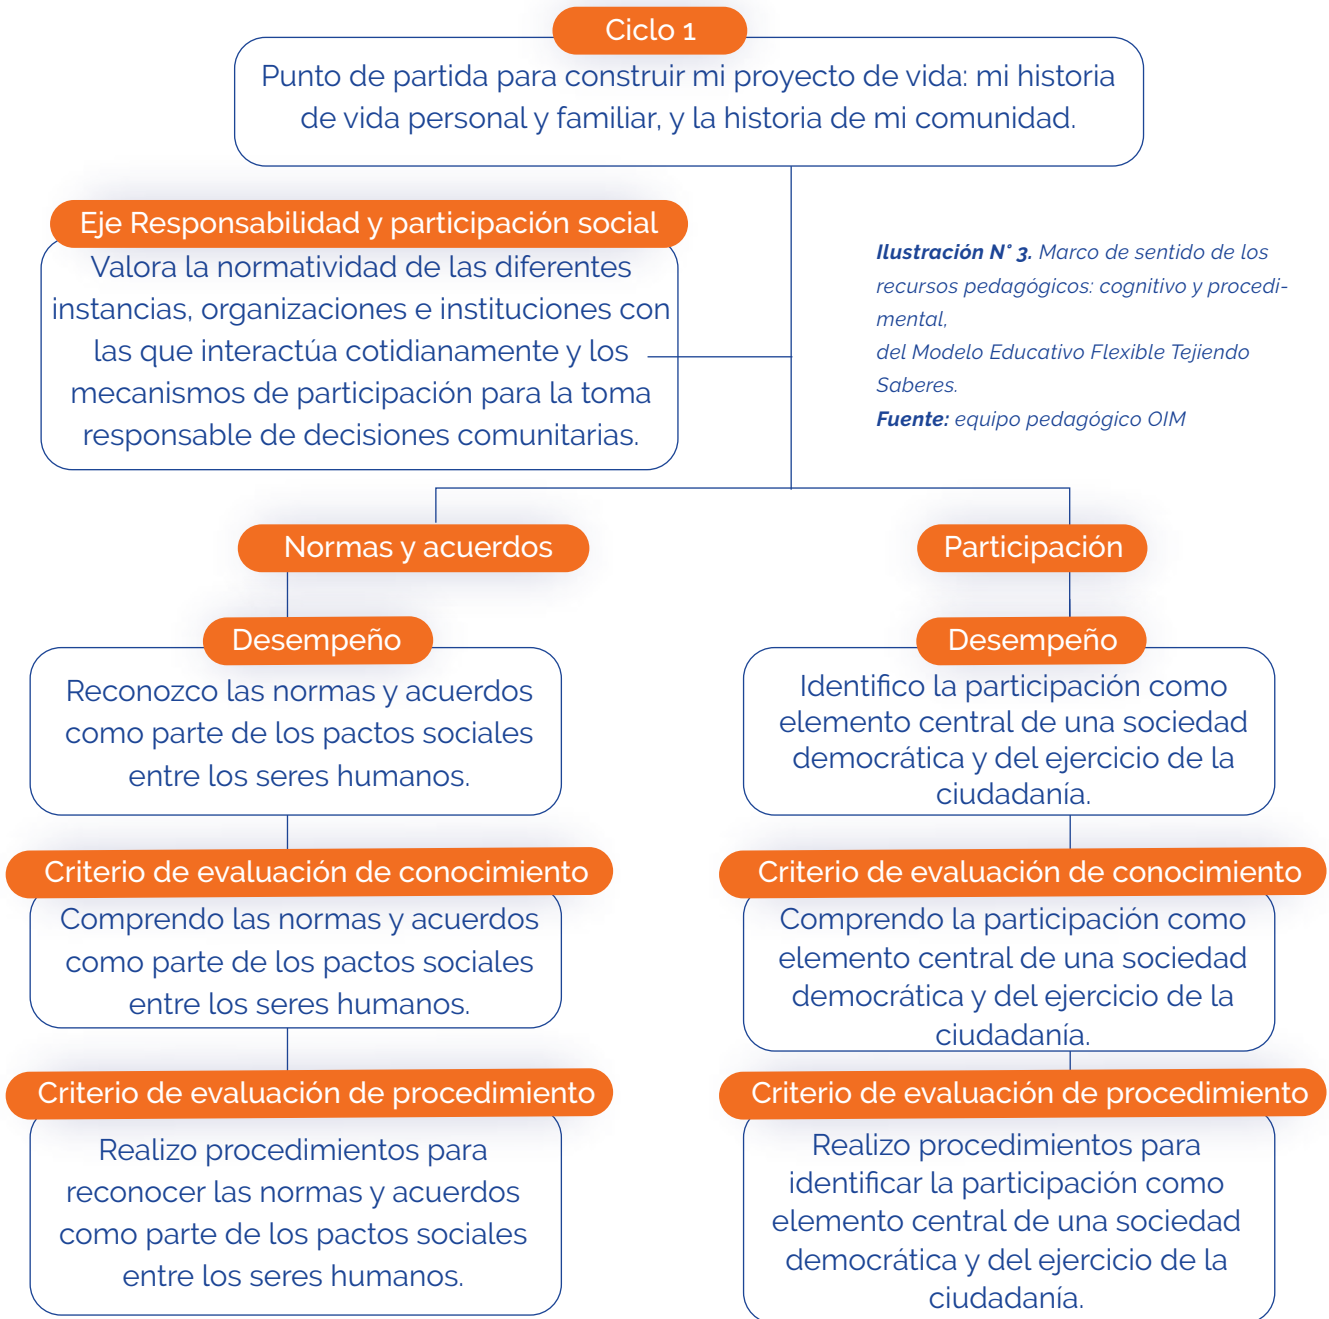 Ciclo 1
Punto de partida para construir mi proyecto de vida: mi historia
de vida personal y familiar, y la historia de mi comunidad.
Eje Responsabilidad y participación social
Valora la normatividad de las diferentes
instancias, organizaciones e instituciones con
las que interactúa cotidianamente y los
mecanismos de participación para la toma
responsable de decisiones comunitarias.
Ilustración N° 3. Marco de sentido de los
recursos pedagógicos: cognitivo y procedi-
mental,
del Modelo Educativo Flexible Tejiendo
Saberes.
Fuente: equipo pedagógico OIM
Normas y acuerdos
Desempeño
Reconozco las normas y acuerdos
como parte de los pactos sociales
entre los seres humanos.
Criterio de evaluación de conocimiento
Comprendo las normas y acuerdos
como parte de los pactos sociales
entre los seres humanos.
Criterio de evaluación de procedimiento
Realizo procedimientos para
reconocer las normas y acuerdos
como parte de los pactos sociales
entre los seres humanos.
Participación
Desempeño
Identifico la participación como
elemento central de una sociedad
democrática y del ejercicio de la
ciudadanía.
Criterio de evaluación de conocimiento
Comprendo la participación como
elemento central de una sociedad
democrática y del ejercicio de la
ciudadanía.
Criterio de evaluación de procedimiento
Realizo procedimientos para
identificar la participación como
elemento central de una sociedad
democrática y del ejercicio de la
ciudadanía.